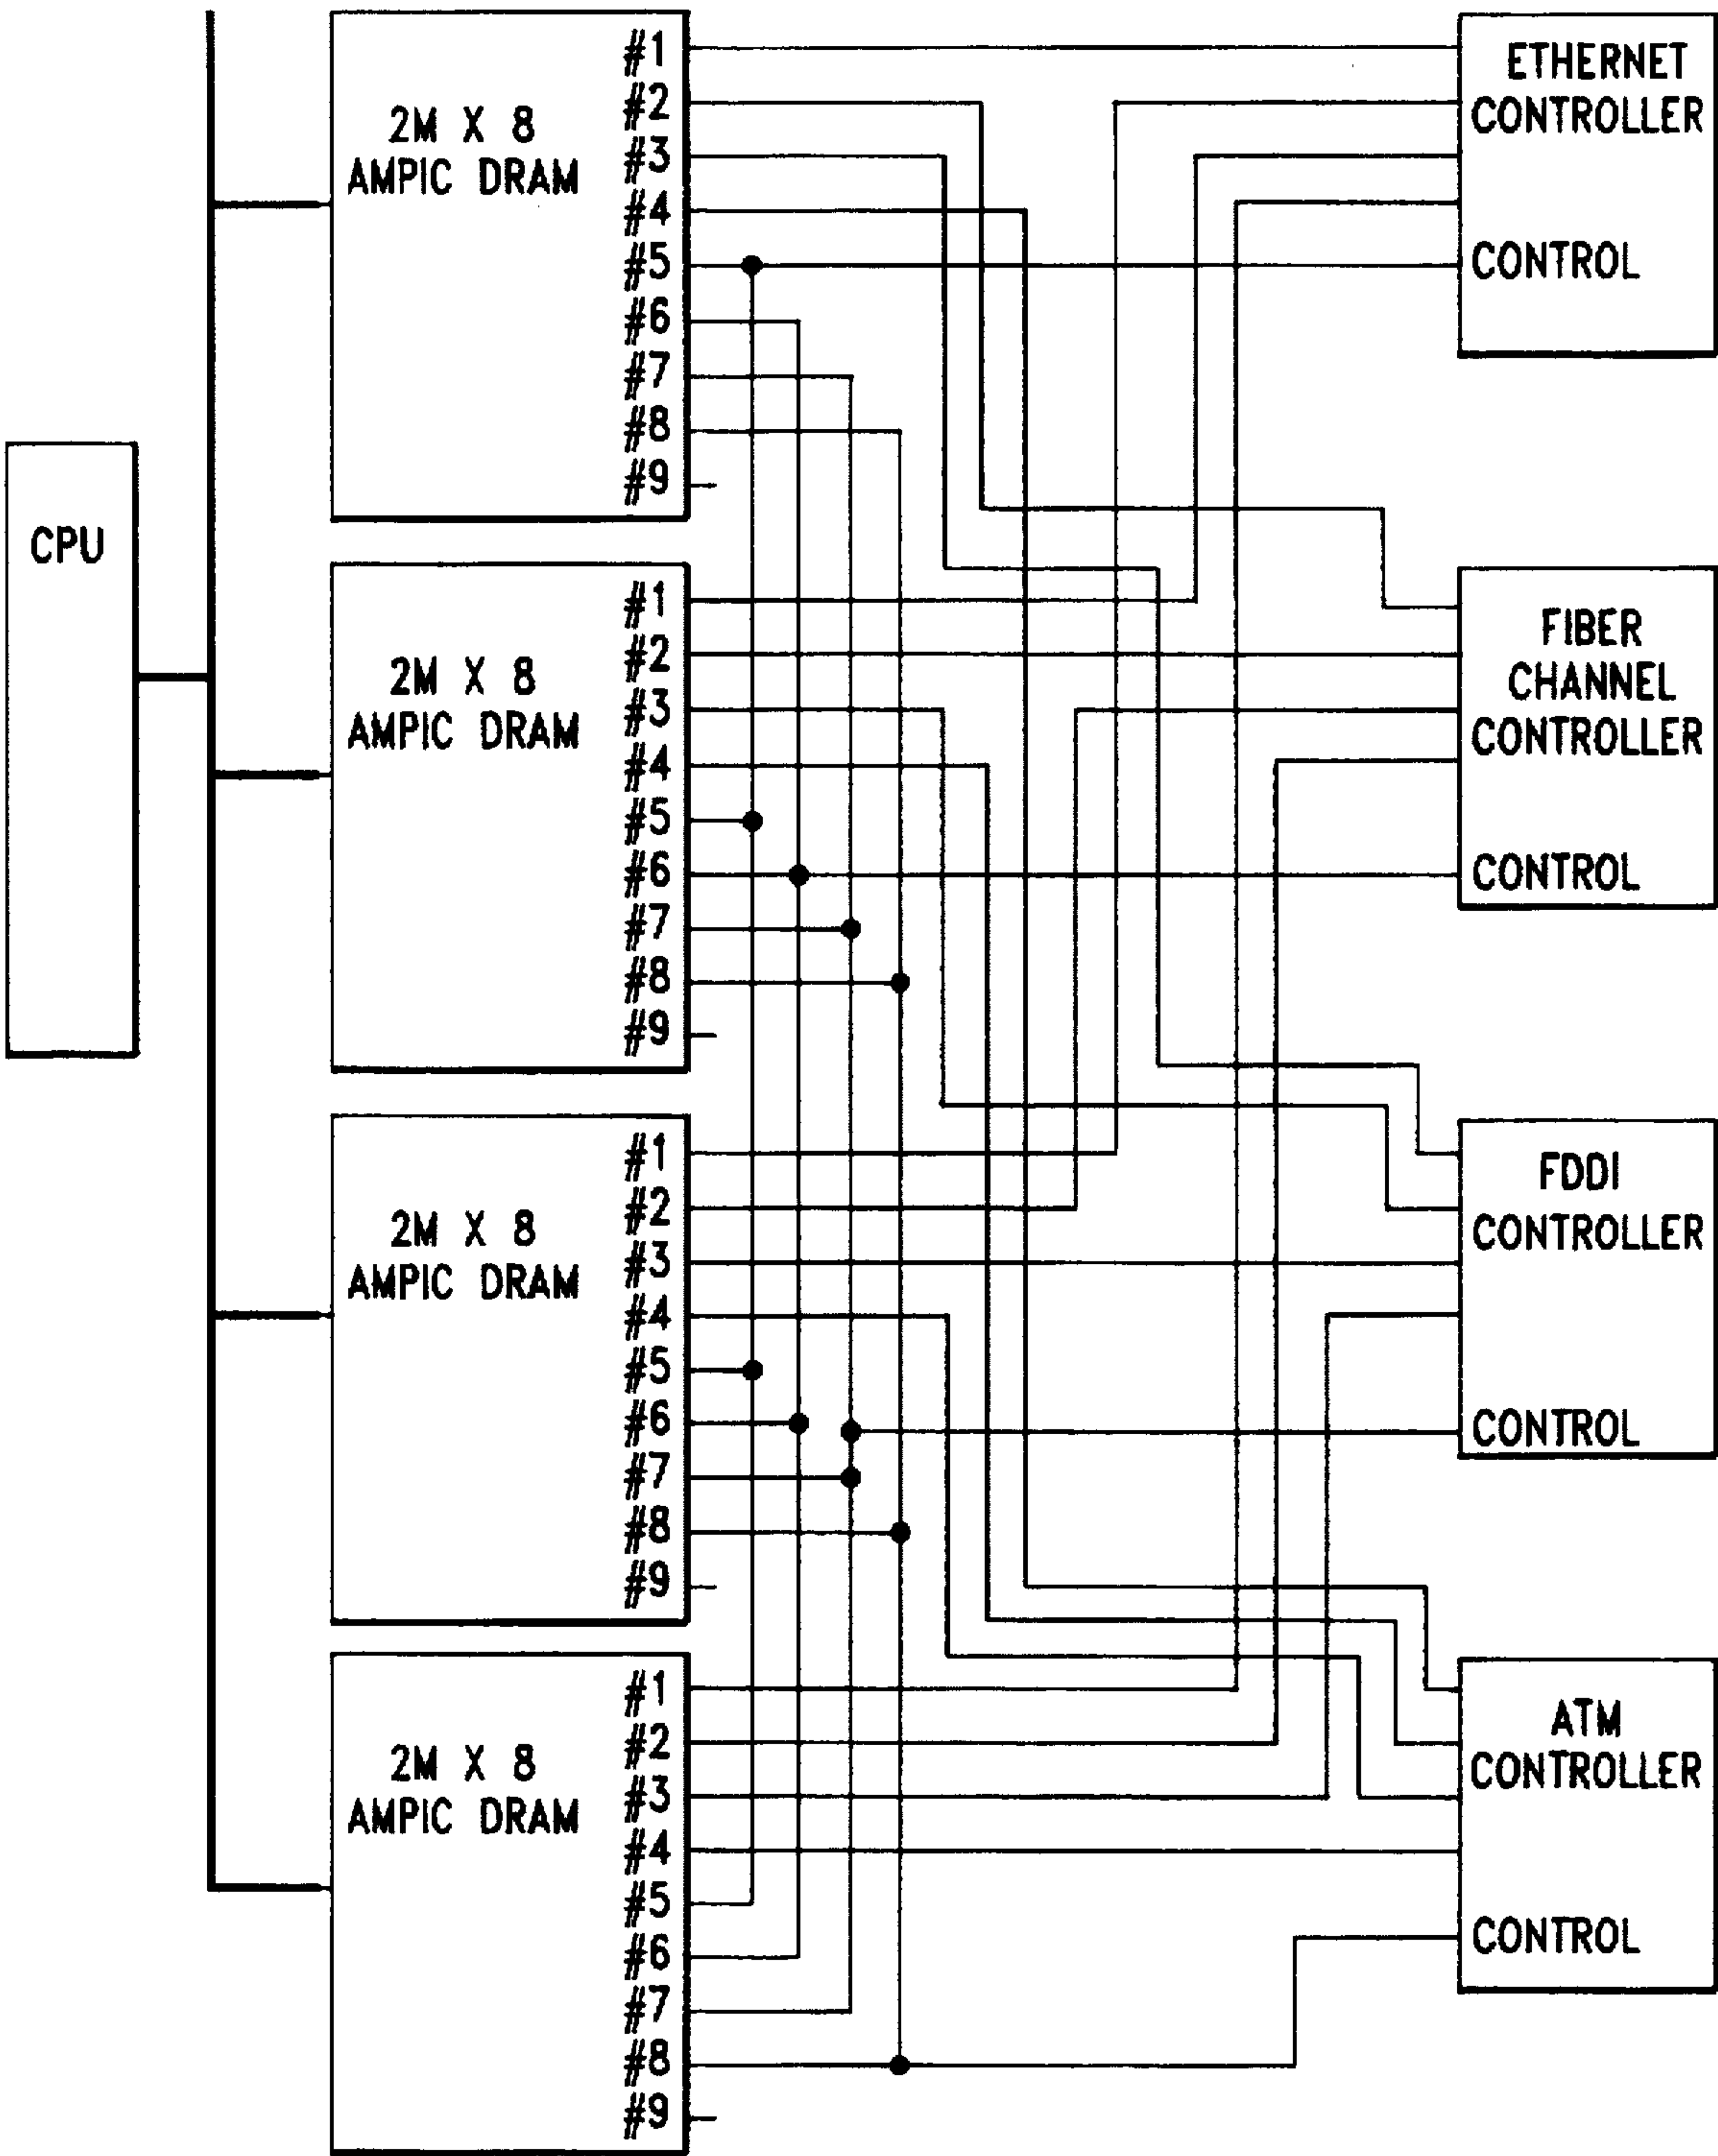 CPU
2M X 8
AMPIC DRAM
#1
#2
#3
#4
#5
#6
#7
#8
#9
2M X 8
AMPIC DRAM
#1
#2
#3
#4
#5
#6
#7
#8
#9
2M X 8
AMPIC DRAM
#1
#2
#3
#4
#5
#6
#7
#8
#9
2M X 8
AMPIC DRAM
#1
#2
#3
#4
#5
#6
#7
#8
#9
ETHERNET
CONTROLLER
CONTROL
FIBER
CHANNEL
CONTROLLER
CONTROL
FDDI
CONTROLLER
CONTROL
ATM
CONTROLLER
CONTROL